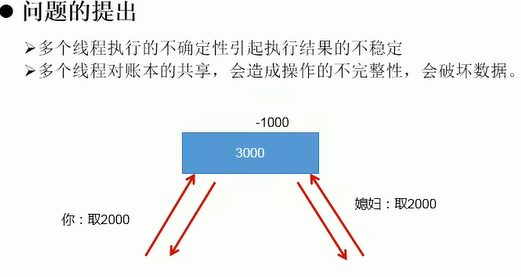 ● 问题的提出
➢多个线程执行的不确定性引起执行结果的不稳定
➢多个线程对账本的共享，会造成操作的不完整性，会破坏数据。
-1000
3000
你：取2000
媳妇：取2000